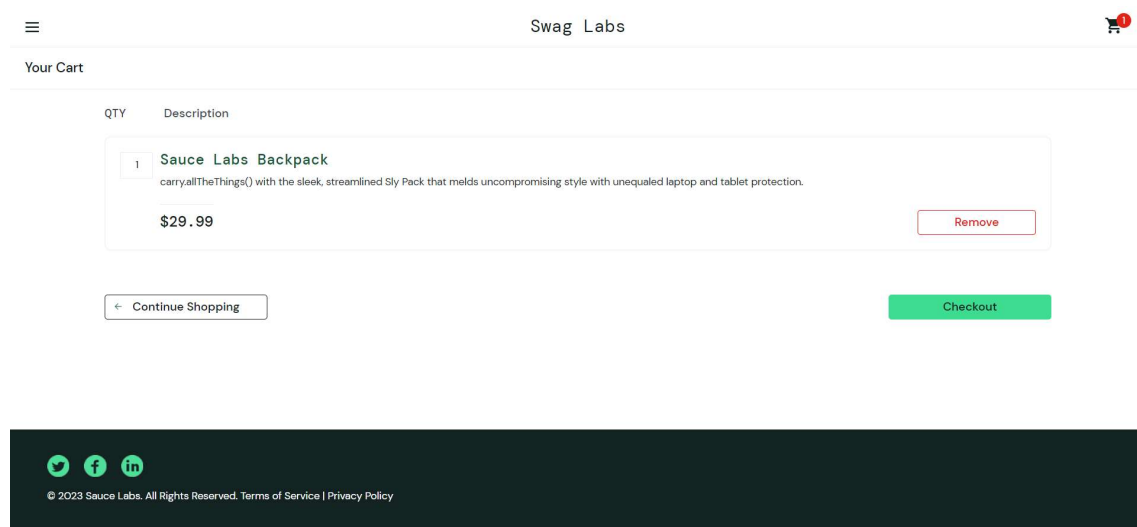 Swag Labs
1
Your Cart
QTY Description
1
Sauce Labs Backpack
carry.allTheThings() with the sleek, streamlined Sly Pack that melds uncompromising style with unequaled laptop and tablet protection.
$29.99
Remove
← Continue Shopping
Checkout
f in
© 2023 Sauce Labs. All Rights Reserved. Terms of Service | Privacy Policy